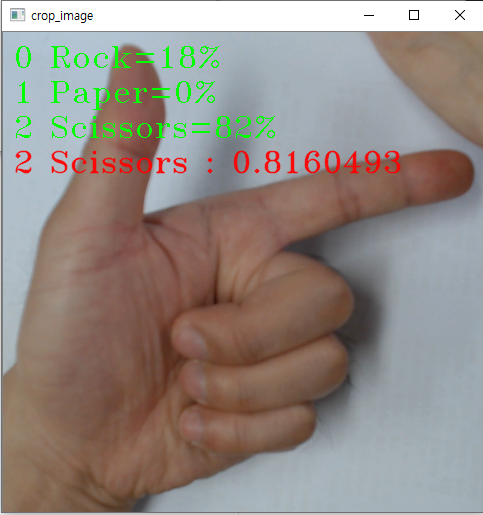 crop_image
0 Rock=18%
1 Paper=0%
2 Scissors=82%
2 Scissors : 0.8160493